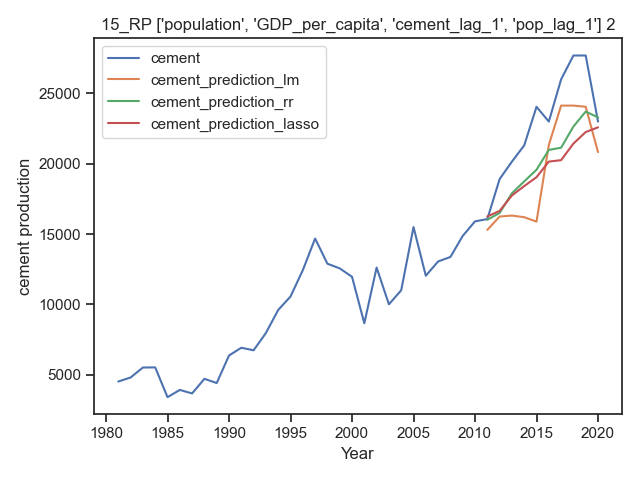 15_RP ['population', 'GDP_per_capita', 'cement_lag_1', 'pop_lag_1'] 2
cement
cement_prediction_lm
cement_prediction_rr
cement_prediction_lasso
25000
20000
15000
10000
5000
cement production
1980 1985 1990 1995 2000 2005 2010 2015 2020
Year